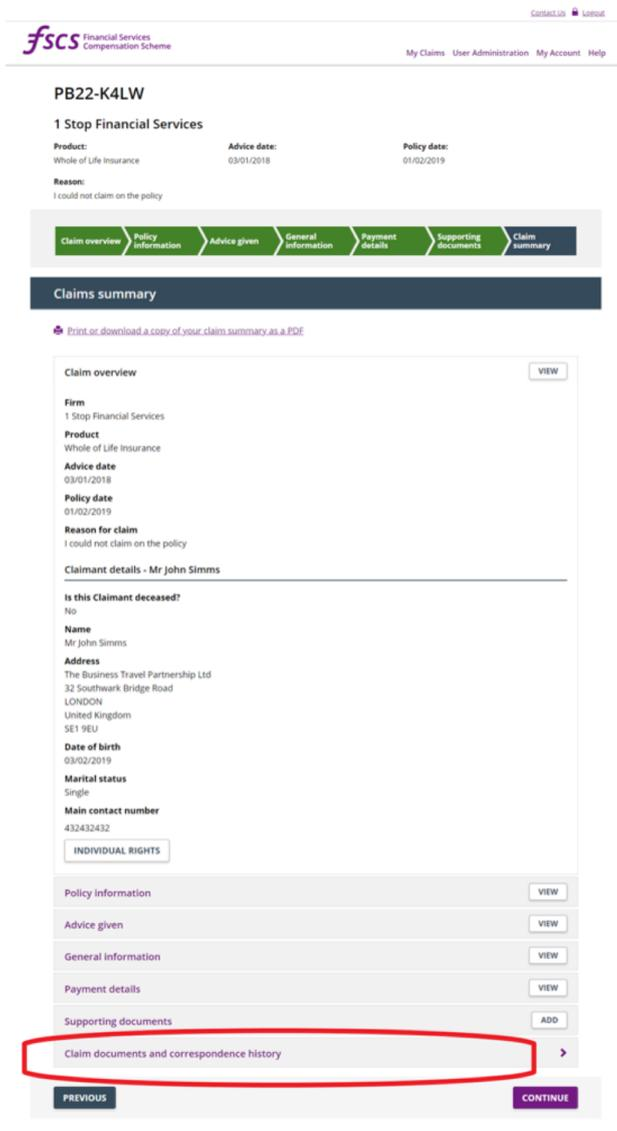 Contact Us Logout
fscs Financial Services
Compensation Scheme
My Claims User Administration My Account Help
PB22-K4LW
1 Stop Financial Services
Product: Advice date: Policy date:
Whole of Life Insurance 03/01/2018 01/02/2019
Reason:
I could not claim on the policy
Claim overview Policy information Advice given General information Payment details Supporting documents Claim summary
Claims summary
Print or download a copy of your claim summary as a PDF
Claim overview VIEW
Firm
1 Stop Financial Services
Product
Whole of Life Insurance
Advice date
03/01/2018
Policy date
01/02/2019
Reason for claim
I could not claim on the policy
Claimant details - Mr John Simms
Is this Claimant deceased?
No
Name
Mr John Simms
Address
The Business Travel Partnership Ltd
32 Southwark Bridge Road
LONDON
United Kingdom
SE1 9EU
Date of birth
03/02/2019
Marital status
Single
Main contact number
432432432
INDIVIDUAL RIGHTS
Policy information VIEW
Advice given VIEW
General information VIEW
Payment details VIEW
Supporting documents ADD
Claim documents and correspondence history
PREVIOUS CONTINUE